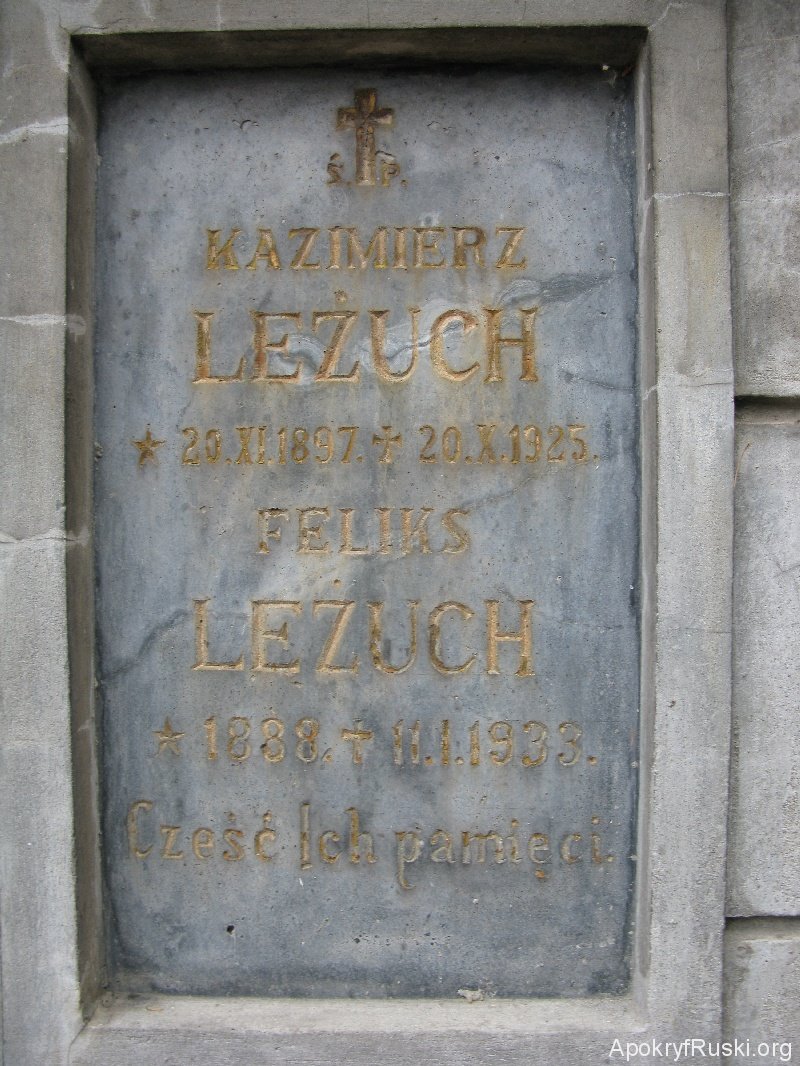 Ś. P.
KAZIMIERZ
LEŻUCH
★ 20.XI.1897. ✝ 20.X.1925.
FELIKS
LEŻUCH
★ 1888. ✝ 11.I.1933.
Cześć Ich pamięci.
ApokryfRuski.org